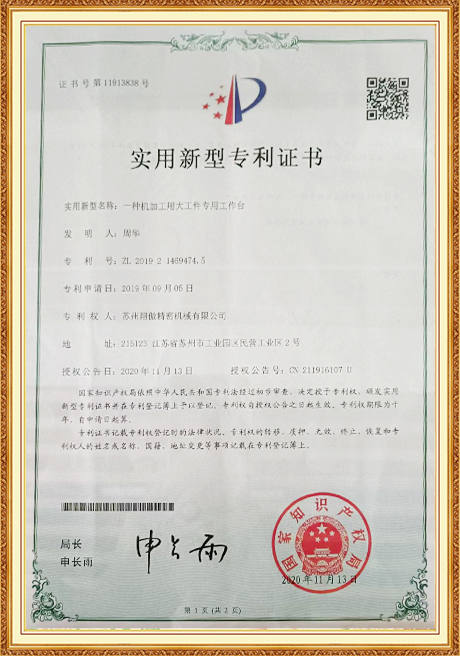 证书号第11913838号
实用新型专利证书
实用新型名称：一种机加工用大工件专用工作台
发明人：周华
专利号：ZL 2019 2 1469474.5
专利申请日：2019年09月05日
专利权人：苏州翔傲精密机械有限公司
地址：215123 江苏省苏州市工业园区民营工业区2号
授权公告日：2020年11月13日 授权公告号：CN 211916107 U
国家知识产权局依照中华人民共和国专利法经过初步审查，决定授予专利权，颁发实用
新型专利证书并在专利登记簿上予以登记。专利权自授权公告之日起生效。专利权期限为十
年，自申请日起算。
专利证书记载专利权登记时的法律状况。专利权的转移、质押、无效、终止、恢复和专利
权人的姓名或名称、国籍、地址变更等事项记载在专利登记簿上。
局长
申长雨
申长雨
国家知识产权局
2020年11月13日
第1页(共2页)